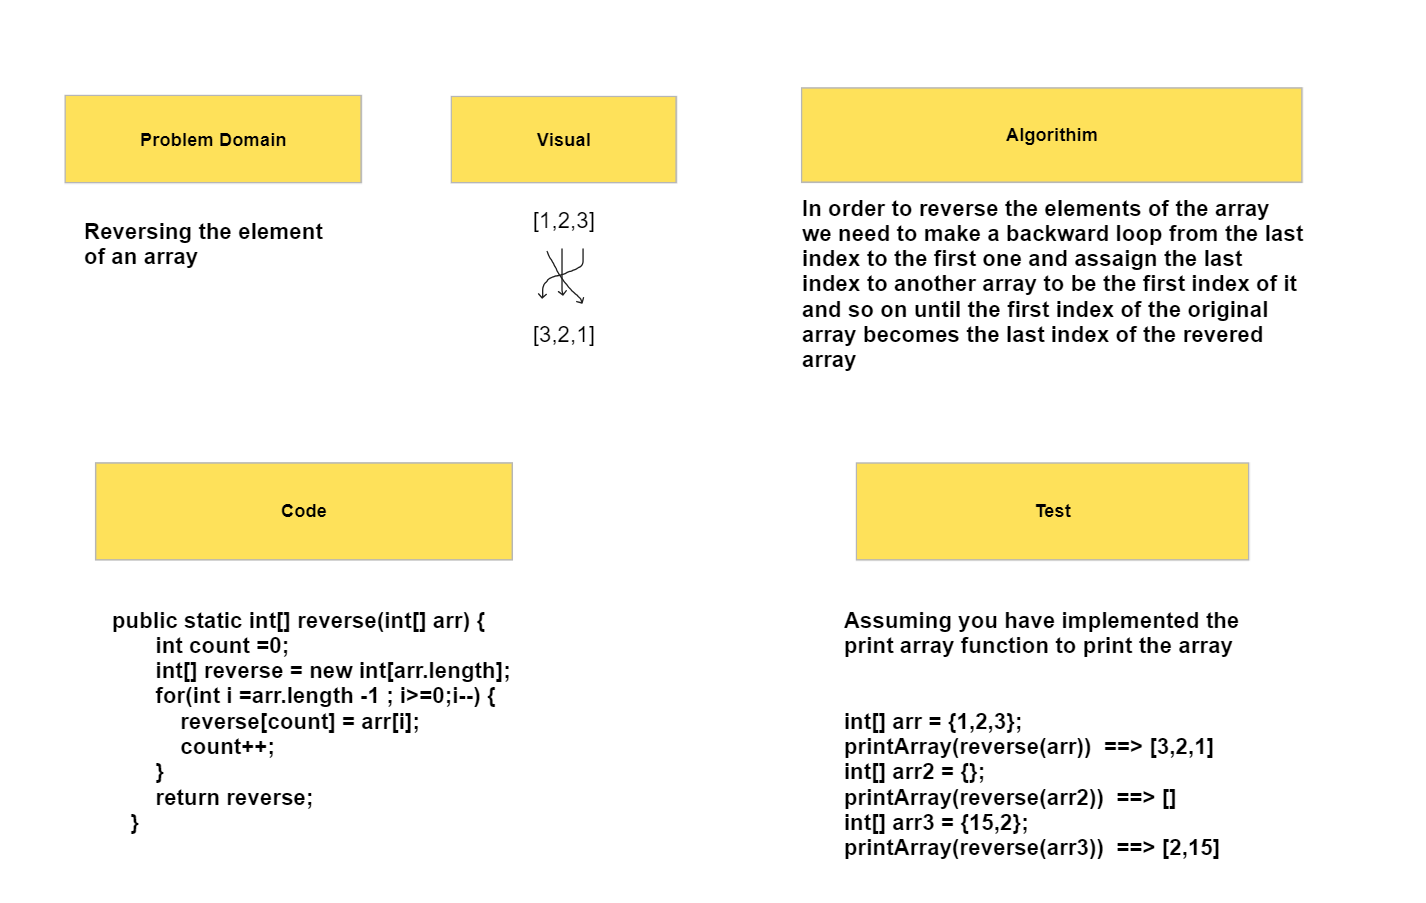 Problem Domain
Visual
Algorithim
Reversing the element
of an array
[1,2,3]
[3,2,1]
In order to reverse the elements of the array
we need to make a backward loop from the last
index to the first one and assaign the last
index to another array to be the first index of it
and so on until the first index of the original
array becomes the last index of the revered
array
Code
Test
public static int[] reverse(int[] arr) {
int count =0;
int[] reverse = new int[arr.length];
for(int i =arr.length -1 ; i>=0;i--) {
reverse[count] = arr[i];
count++;
}
return reverse;
}
Assuming you have implemented the
print array function to print the array
int[] arr = {1,2,3};
printArray(reverse(arr))  ==> [3,2,1]
int[] arr2 = {};
printArray(reverse(arr2))  ==> []
int[] arr3 = {15,2};
printArray(reverse(arr3))  ==> [2,15]